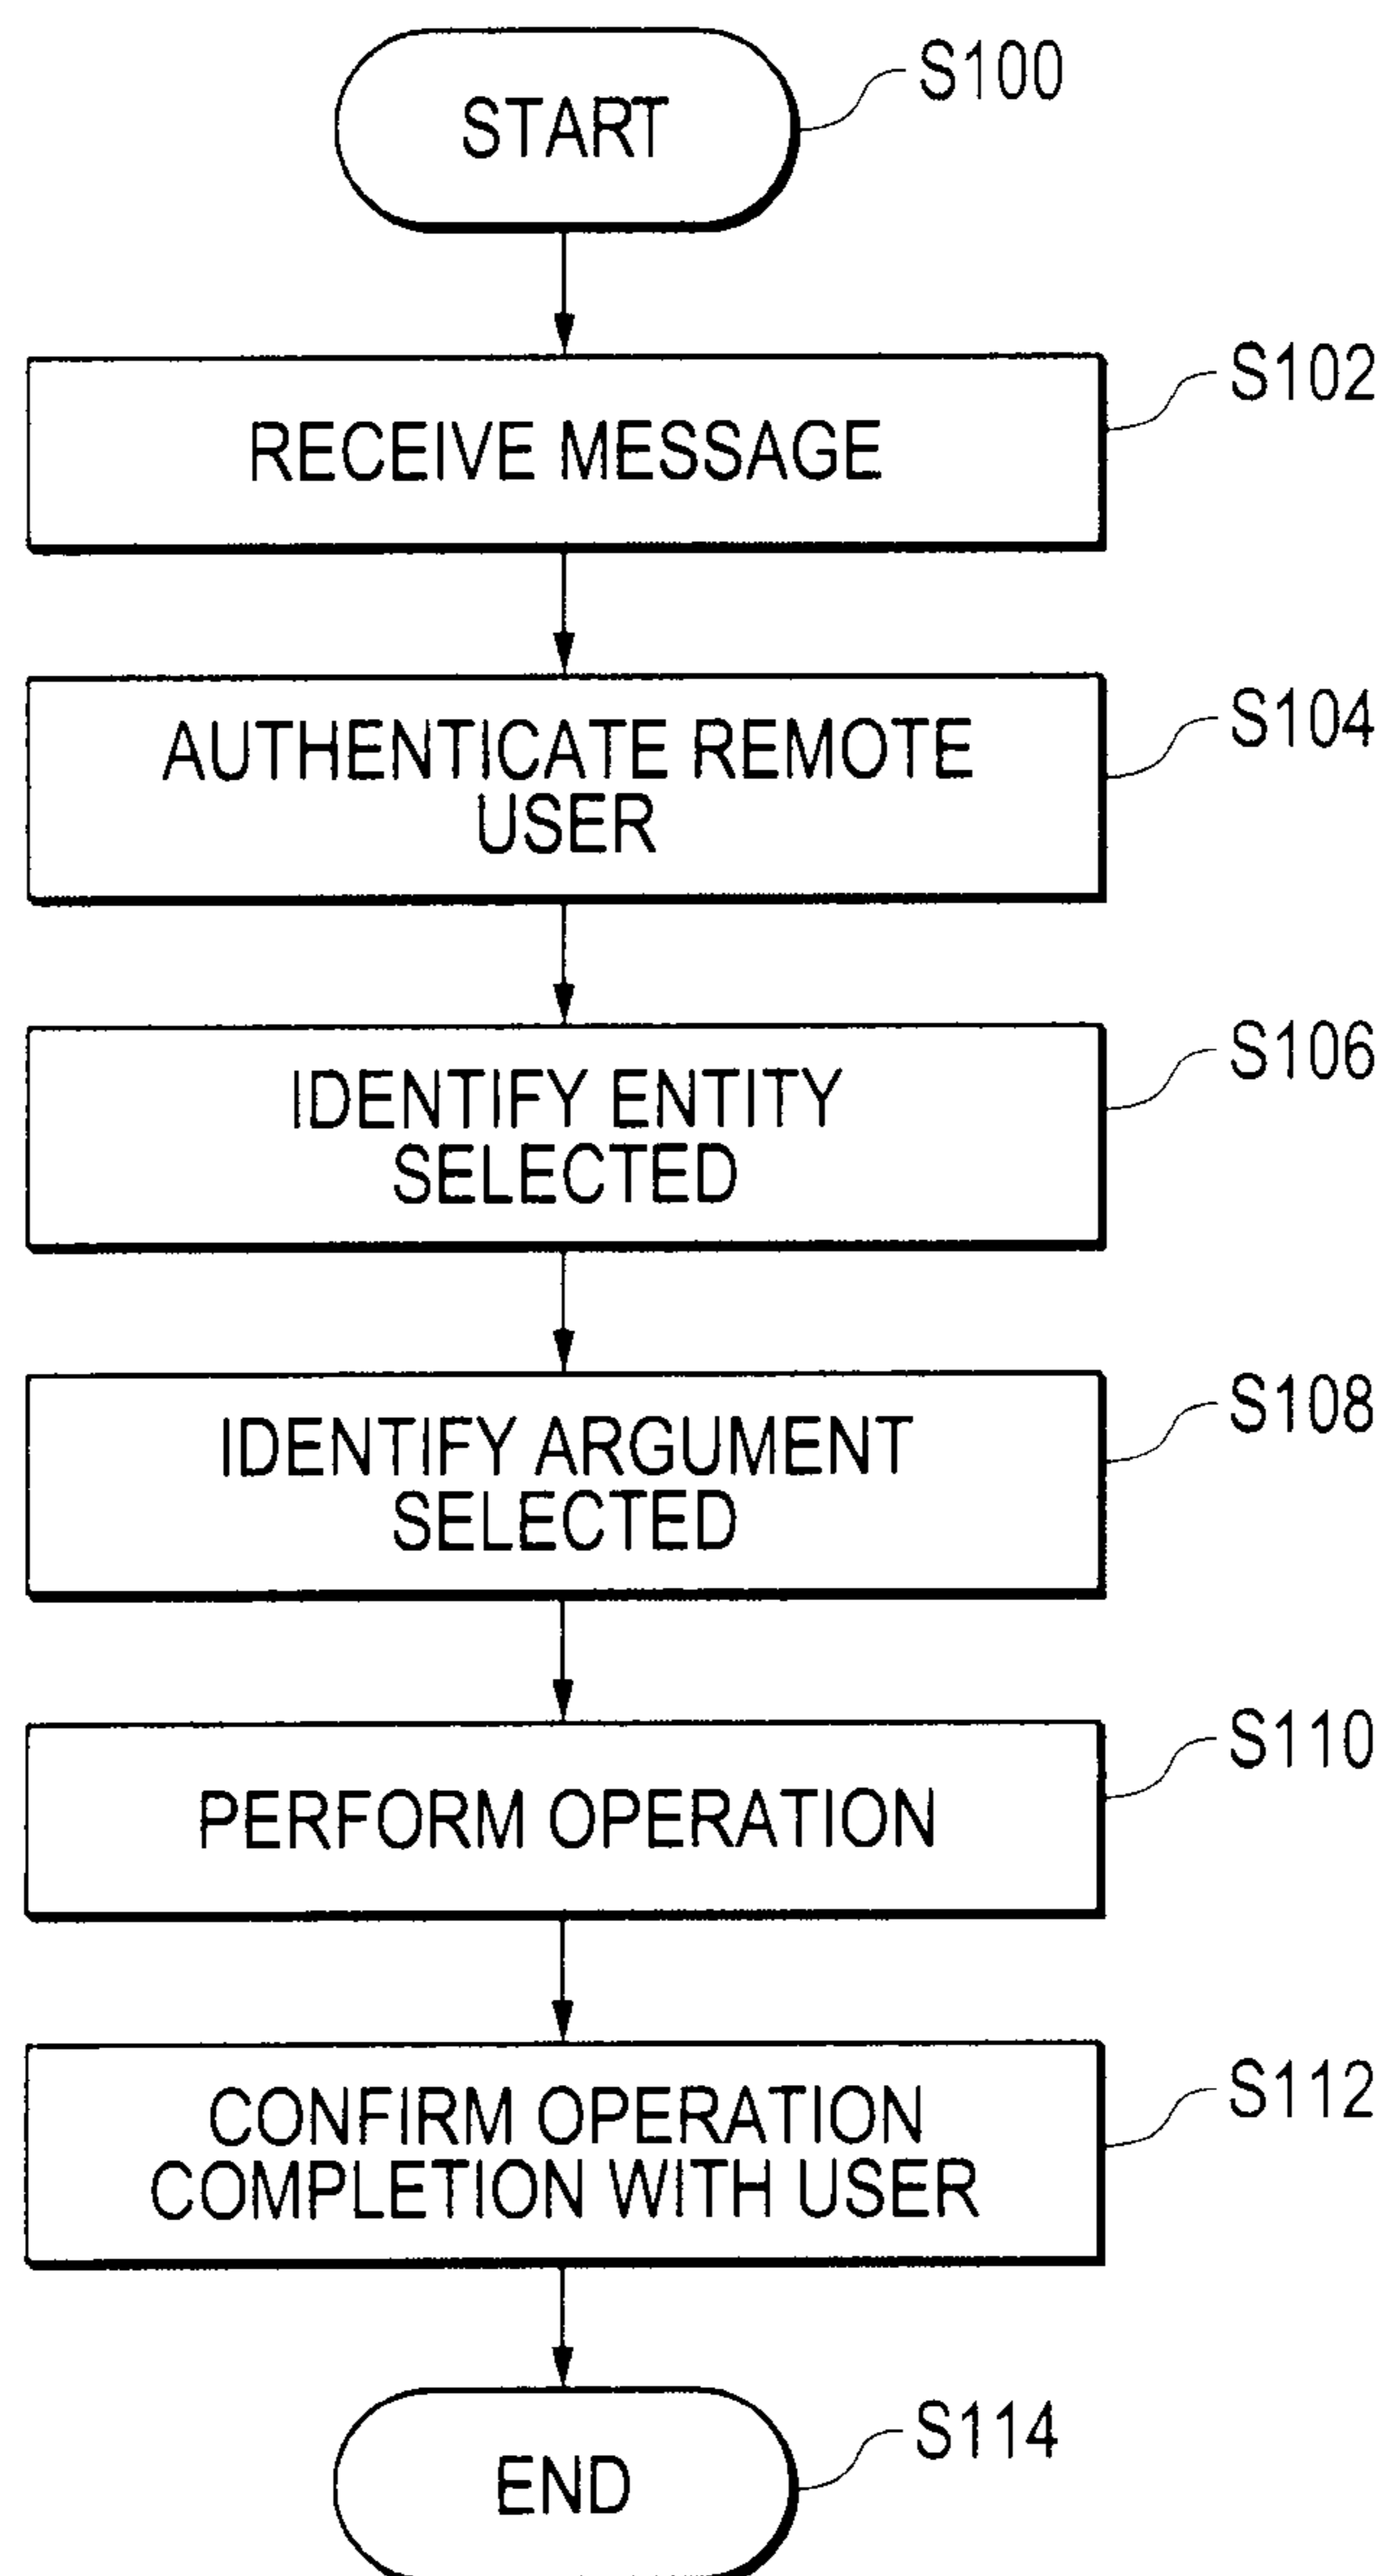 START
S100
RECEIVE MESSAGE
S102
AUTHENTICATE REMOTE
USER
S104
IDENTIFY ENTITY
SELECTED
S106
IDENTIFY ARGUMENT
SELECTED
S108
PERFORM OPERATION
S110
CONFIRM OPERATION
COMPLETION WITH USER
S112
END
S114